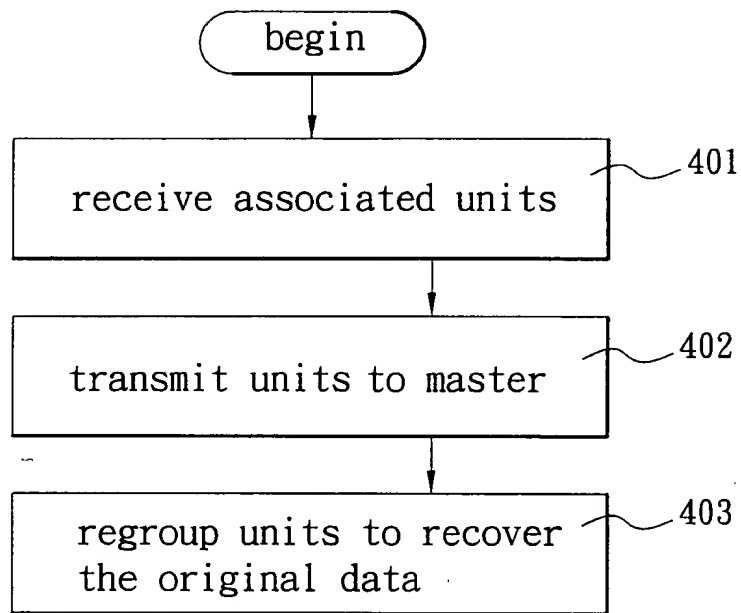 begin
receive associated units
401
transmit units to master
402
regroup units to recover
the original data
403